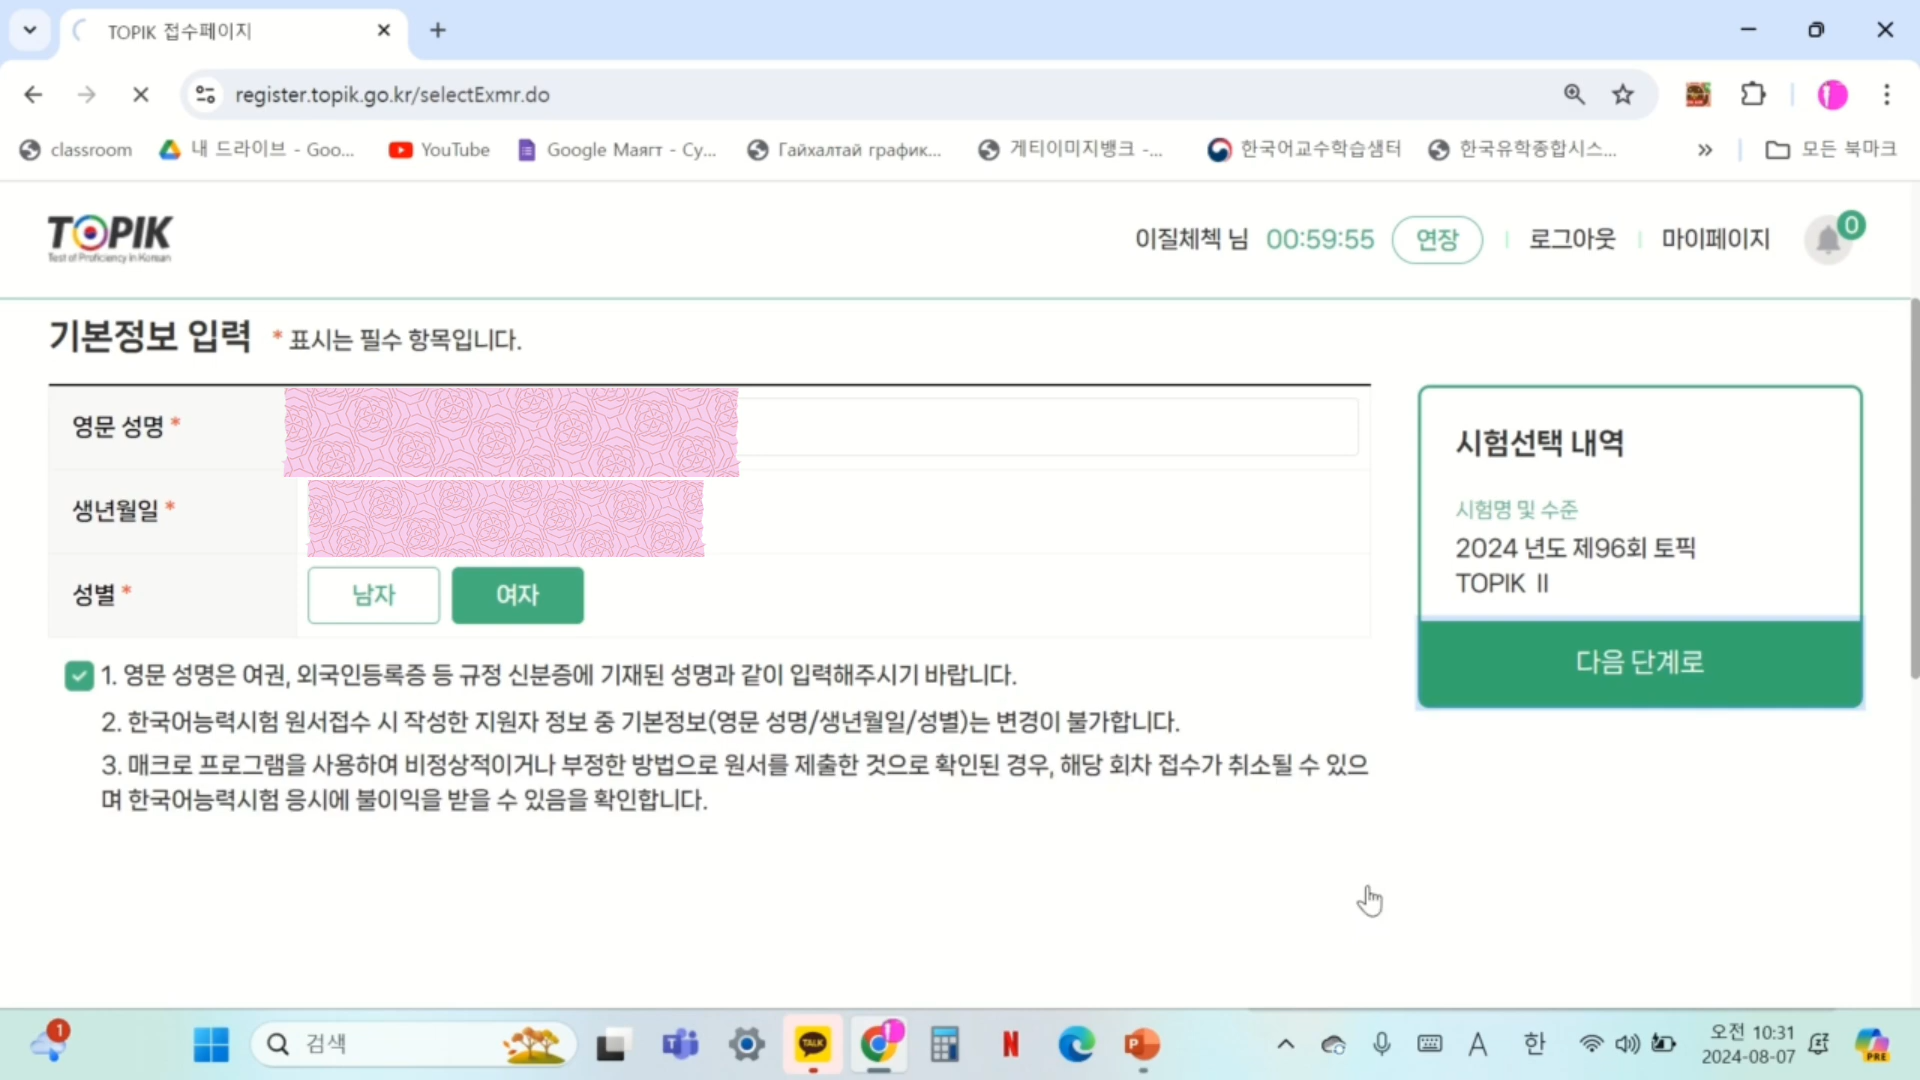 TOPIK 접수페이지
register.topik.go.kr/selectExmr.do
classroom
내 드라이브 - Goo...
YouTube
Google Маягт - Су...
Гайхалтай график...
게티이미지뱅크 -...
한국어교수학습샘터
한국유학종합시스...
모든 북마크
TOPIK
Test of Proficiency in Korean
이질체첵 님 00:59:55 연장 로그아웃 마이페이지 0
기본정보 입력 * 표시는 필수 항목입니다.
영문 성명 *
생년월일 *
성별 * 남자 여자
1. 영문 성명은 여권, 외국인등록증 등 규정 신분증에 기재된 성명과 같이 입력해주시기 바랍니다.
2. 한국어능력시험 원서접수 시 작성한 지원자 정보 중 기본정보(영문 성명/생년월일/성별)는 변경이 불가합니다.
3. 매크로 프로그램을 사용하여 비정상적이거나 부정한 방법으로 원서를 제출한 것으로 확인된 경우, 해당 회차 접수가 취소될 수 있으
며 한국어능력시험 응시에 불이익을 받을 수 있음을 확인합니다.
시험선택 내역
시험명 및 수준
2024 년도 제96회 토픽
TOPIK Ⅱ
다음 단계로
1
검색
TALK
N
P
A
한
오전 10:31
2024-08-07
PRE